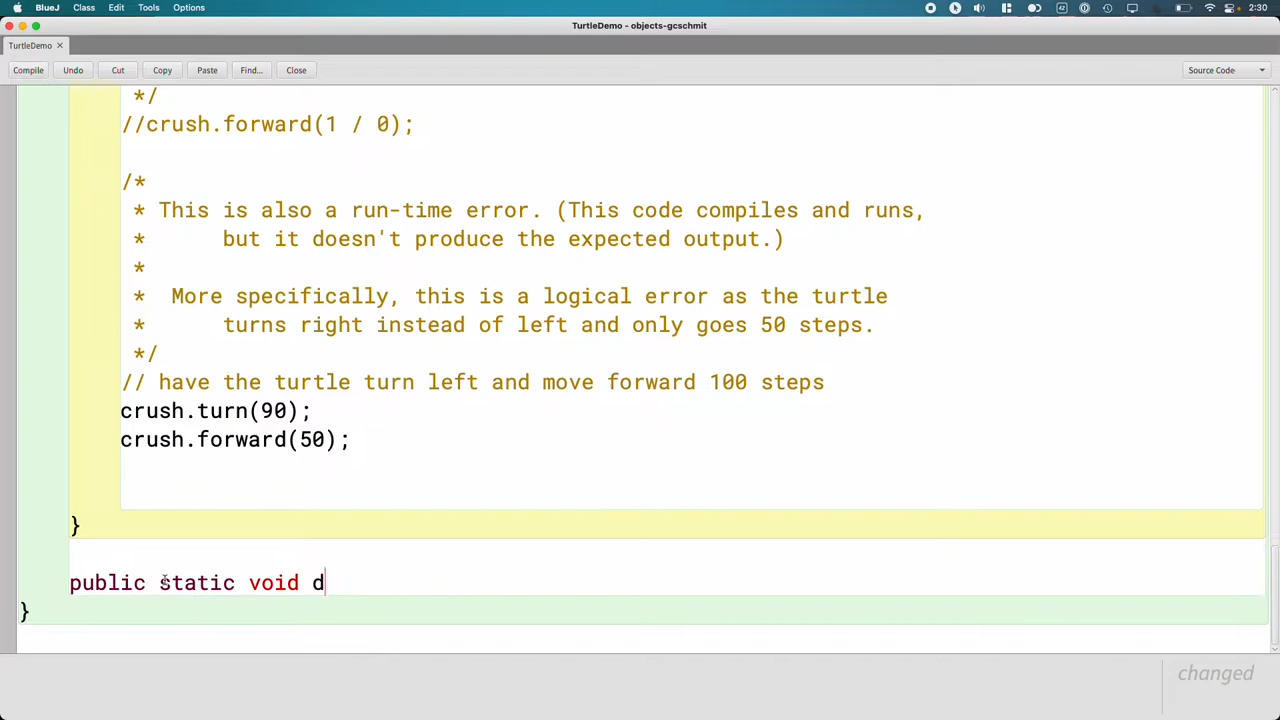 BlueJ Class Edit Tools Options 2:30
TurtleDemo - objects-gcschmit
TurtleDemo
Compile Undo Cut Copy Paste Find... Close Source Code
*/
//crush.forward(1 / 0);
/*
* This is also a run-time error. (This code compiles and runs,
* but it doesn't produce the expected output.)
*
* More specifically, this is a logical error as the turtle
* turns right instead of left and only goes 50 steps.
*/
// have the turtle turn left and move forward 100 steps
crush.turn(90);
crush.forward(50);
}
public static void d
}
changed